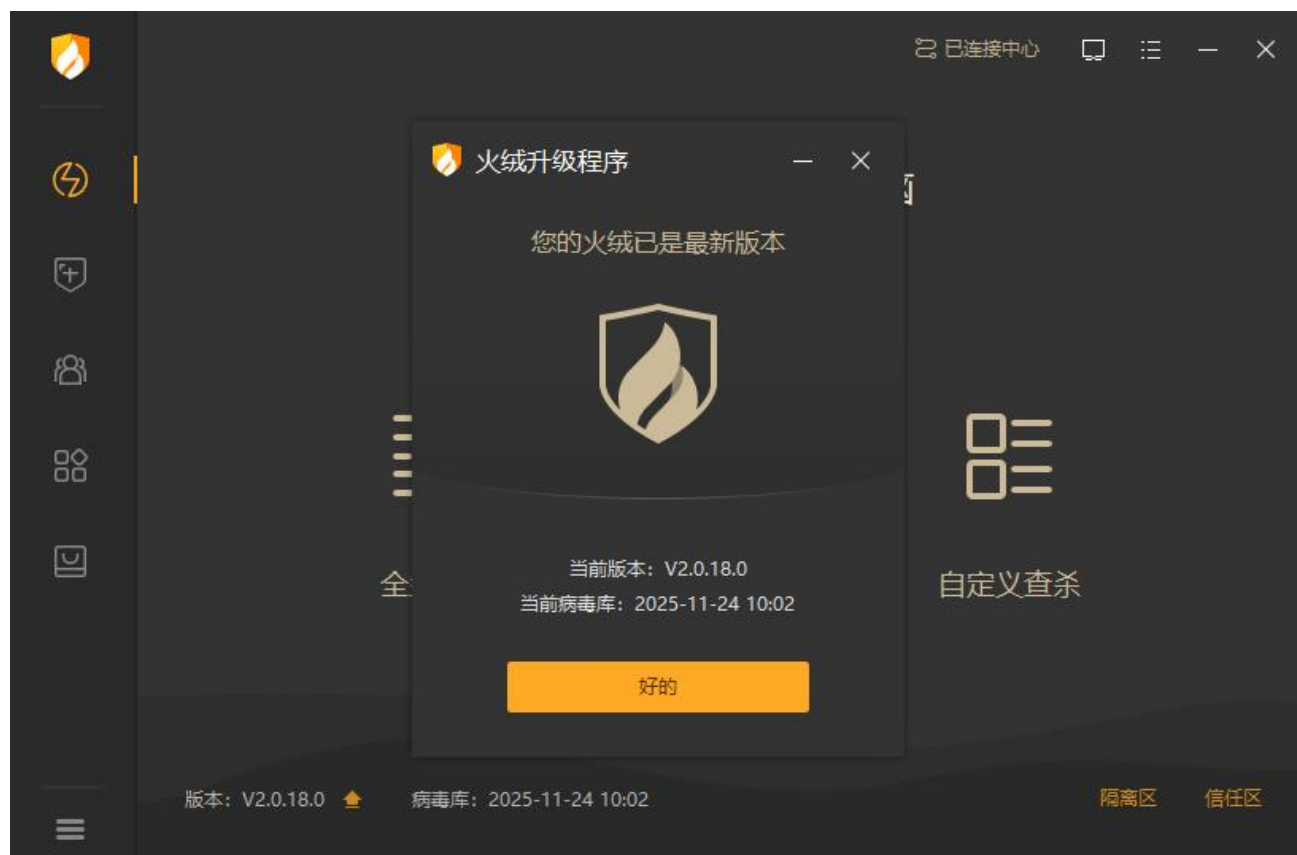 已连接中心
火绒升级程序
您的火绒已是最新版本
当前版本：V2.0.18.0
当前病毒库：2025-11-24 10:02
全
自定义查杀
好的
版本：V2.0.18.0
病毒库：2025-11-24 10:02
隔离区
信任区